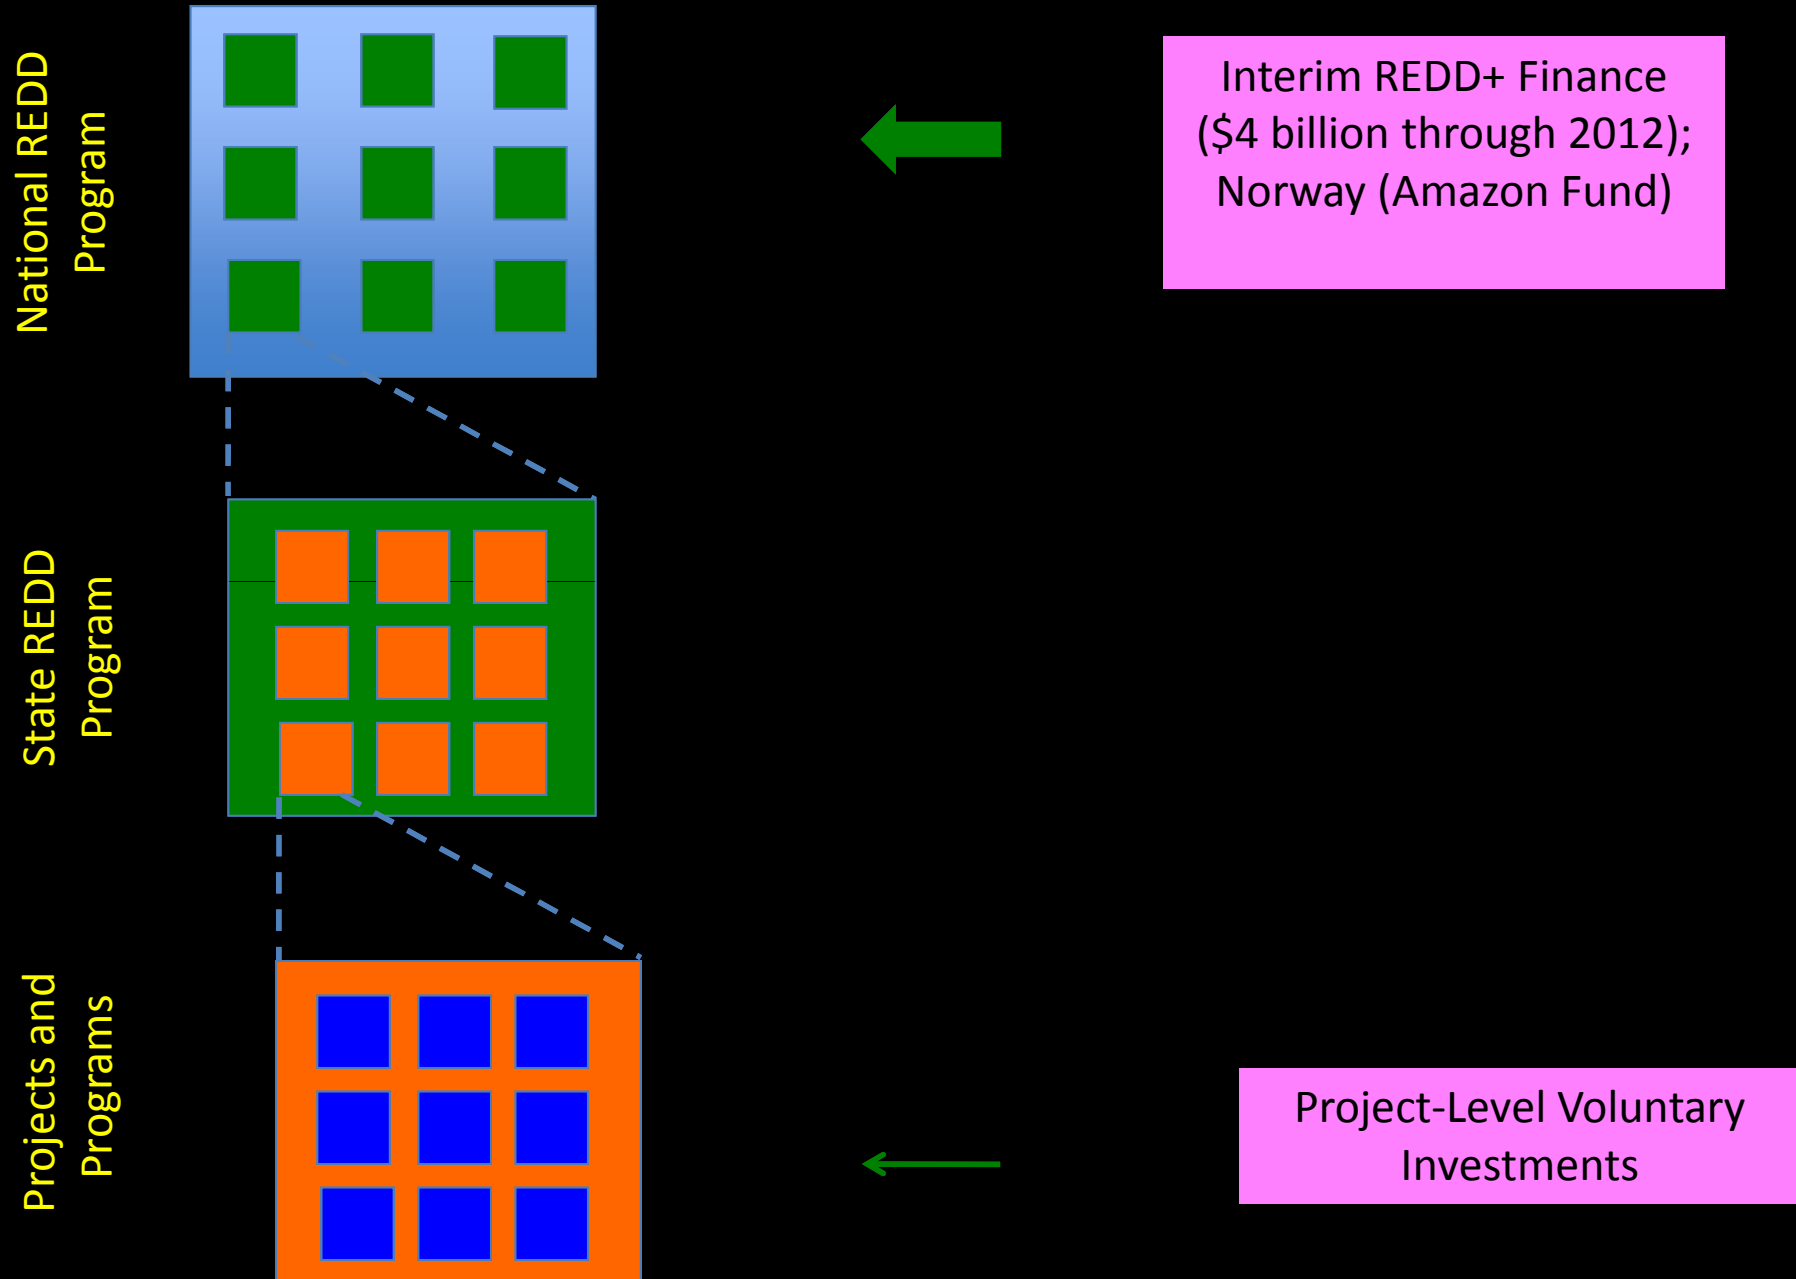 National REDD
Program
Interim REDD+ Finance
($4 billion through 2012);
Norway (Amazon Fund)
State REDD
Program
Projects and
Programs
Project-Level Voluntary
Investments